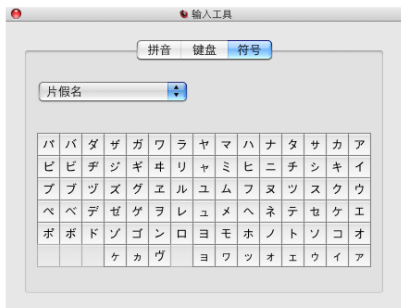 输入工具
拼音 键盘 符号
片假名
パ バ ダ ザ ガ ワ ラ ヤ マ ハ ナ タ サ カ ア
ピ ビ ヂ ジ ギ ヰ リ ャ ミ ヒ ニ チ シ キ イ
プ ブ ヅ ズ グ ヱ ル ユ ム フ ヌ ツ ス ク ウ
ペ ベ デ ゼ ゲ ヲ レ ュ メ ヘ ネ テ セ ケ エ
ポ ボ ド ゾ ゴ ン ロ ヨ モ ホ ノ ト ソ コ オ
ヶ ヵ ヴ ョ ヮ ッ ォ ェ ゥ ィ ァ